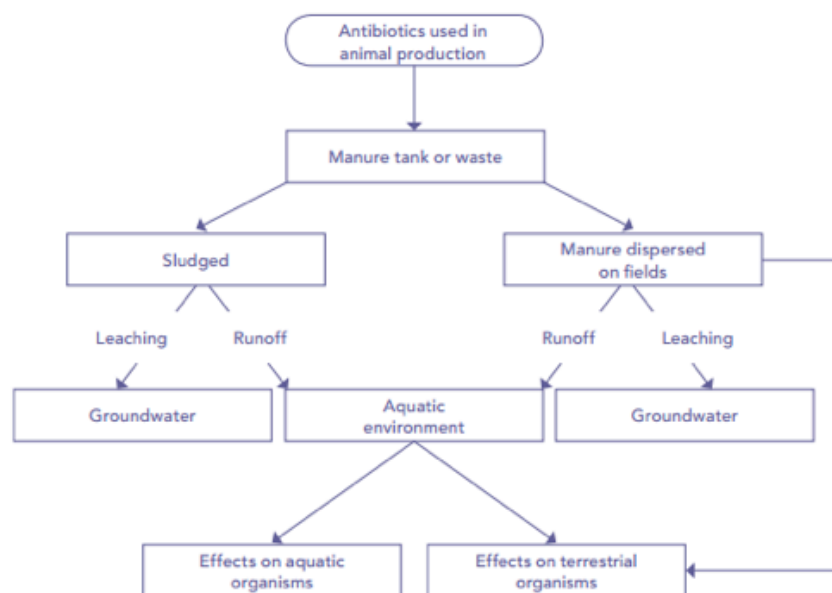 Antibiotics used in
animal production
Manure tank or waste
Sludged
Manure dispersed
on fields
Leaching
Runoff
Runoff
Leaching
Groundwater
Aquatic
environment
Groundwater
Effects on aquatic
organisms
Effects on terrestrial
organisms